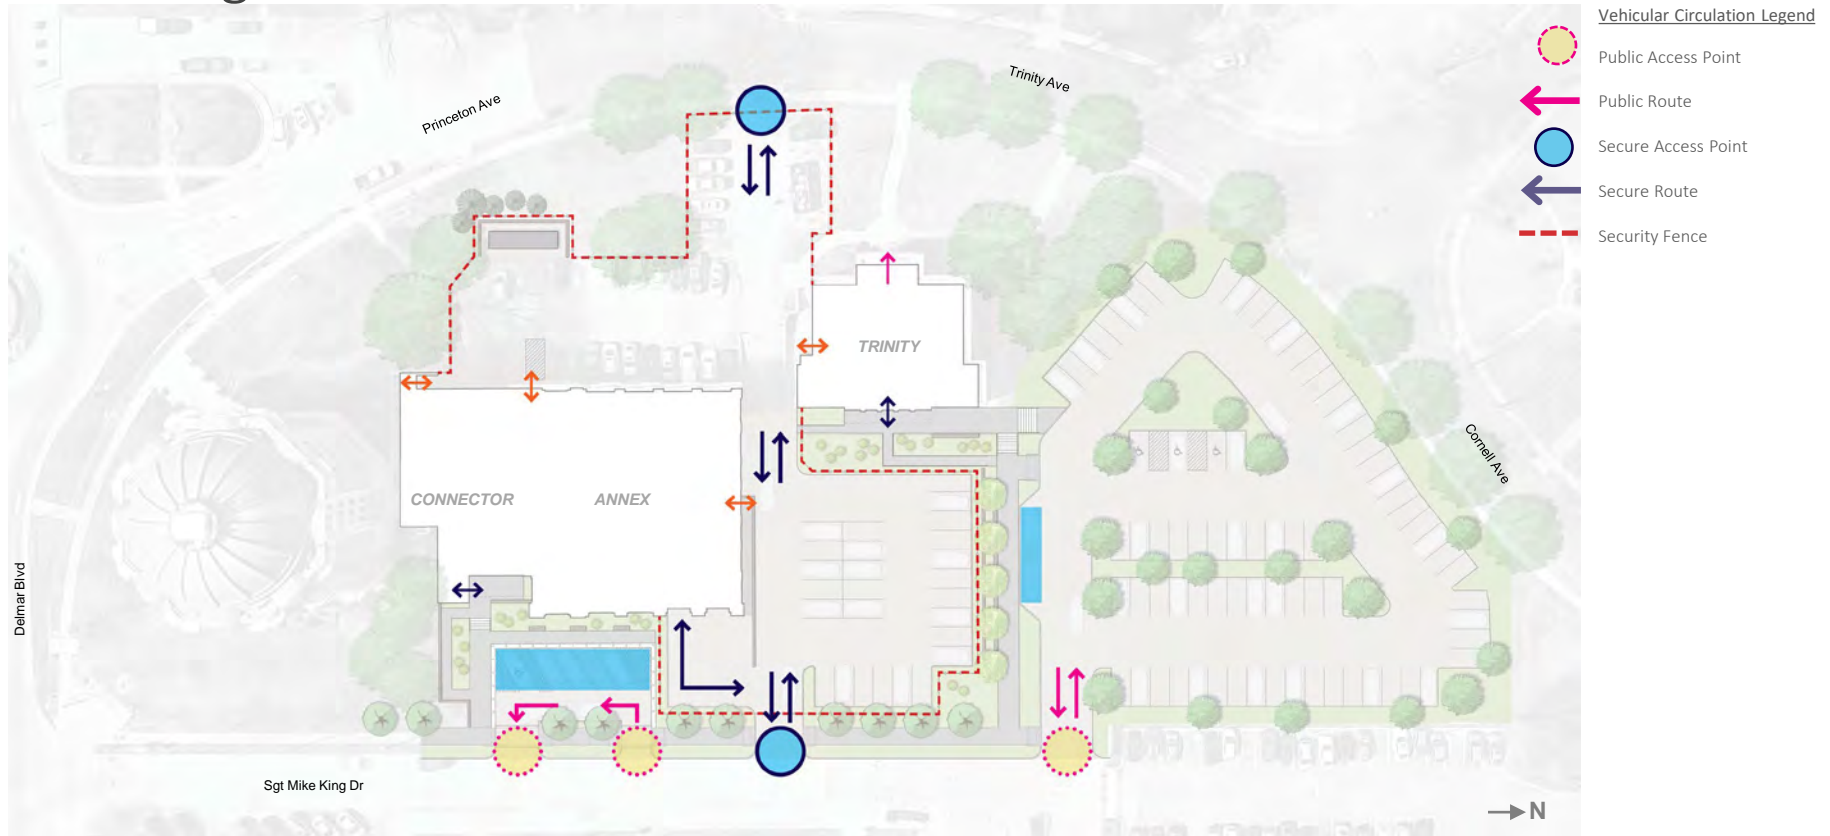 Vehicular Circulation Legend
Public Access Point
Public Route
Secure Access Point
Secure Route
Security Fence
Trinity Ave
Princeton Ave
TRINITY
Cornell Ave
CONNECTOR
ANNEX
Delmar Blvd
Sgt Mike King Dr
N